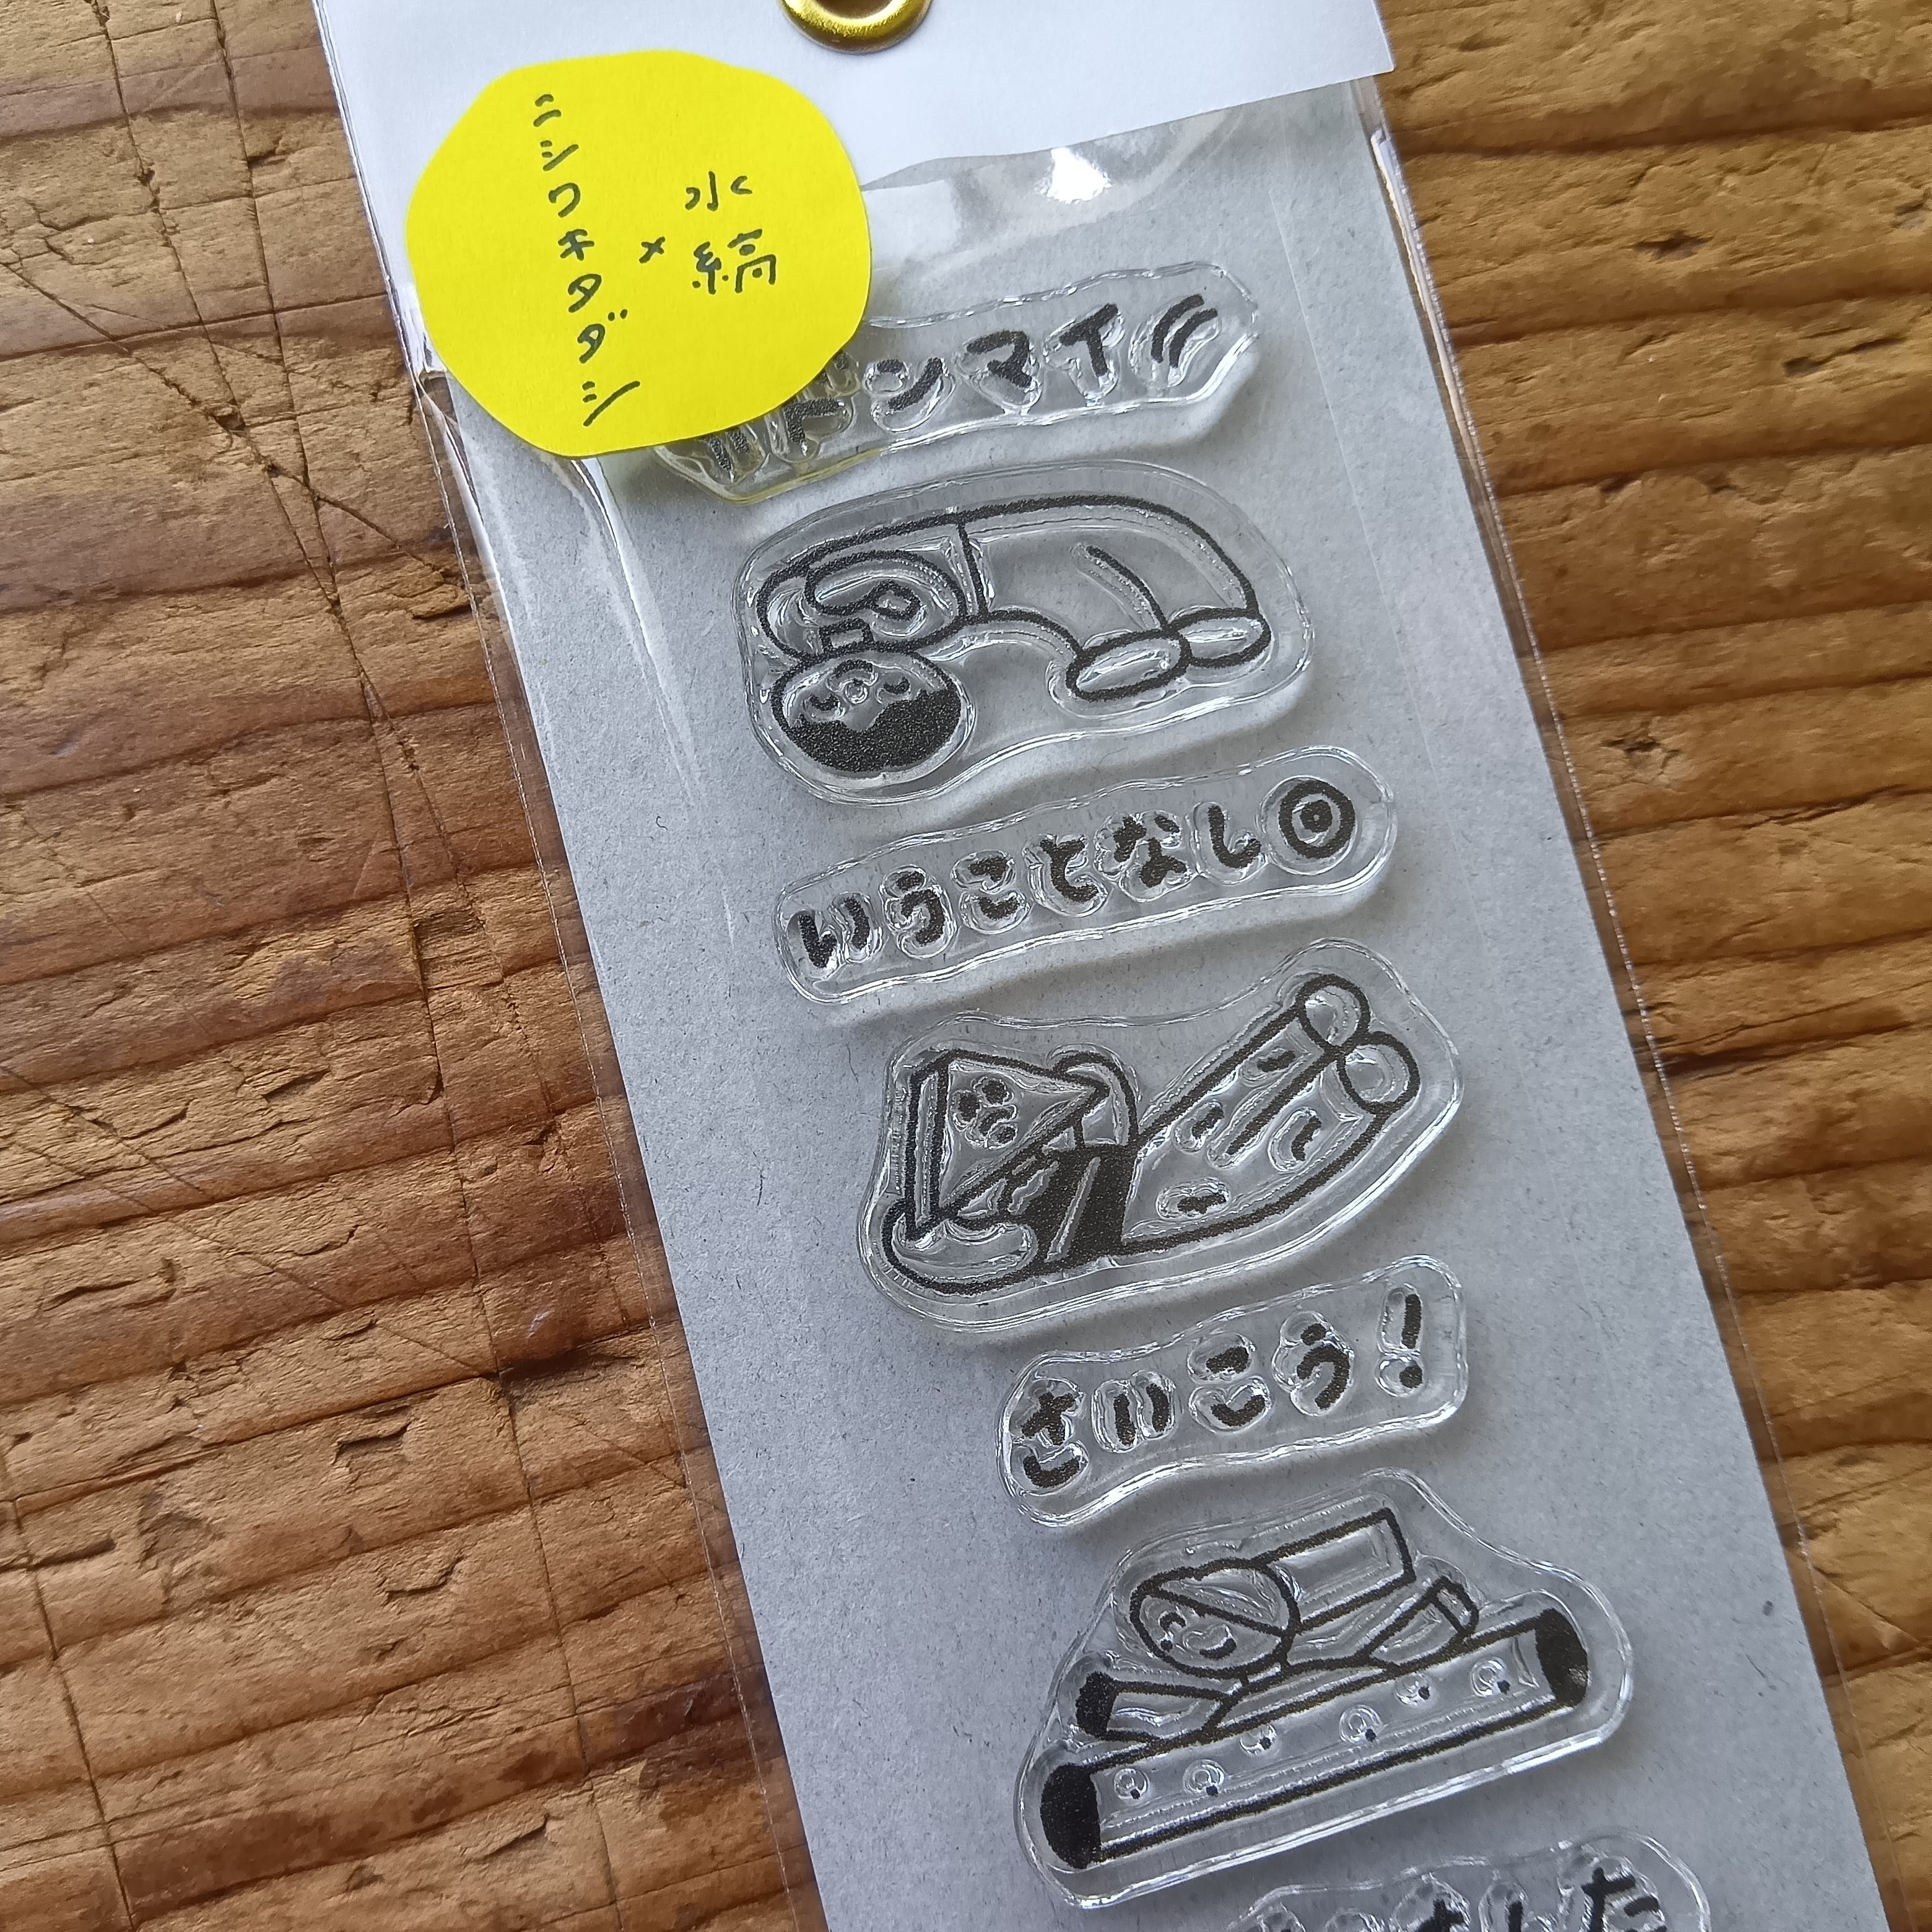 水縞
×
ニシワキタダシ
ドンマイ
いうことなし◎
さいこう!